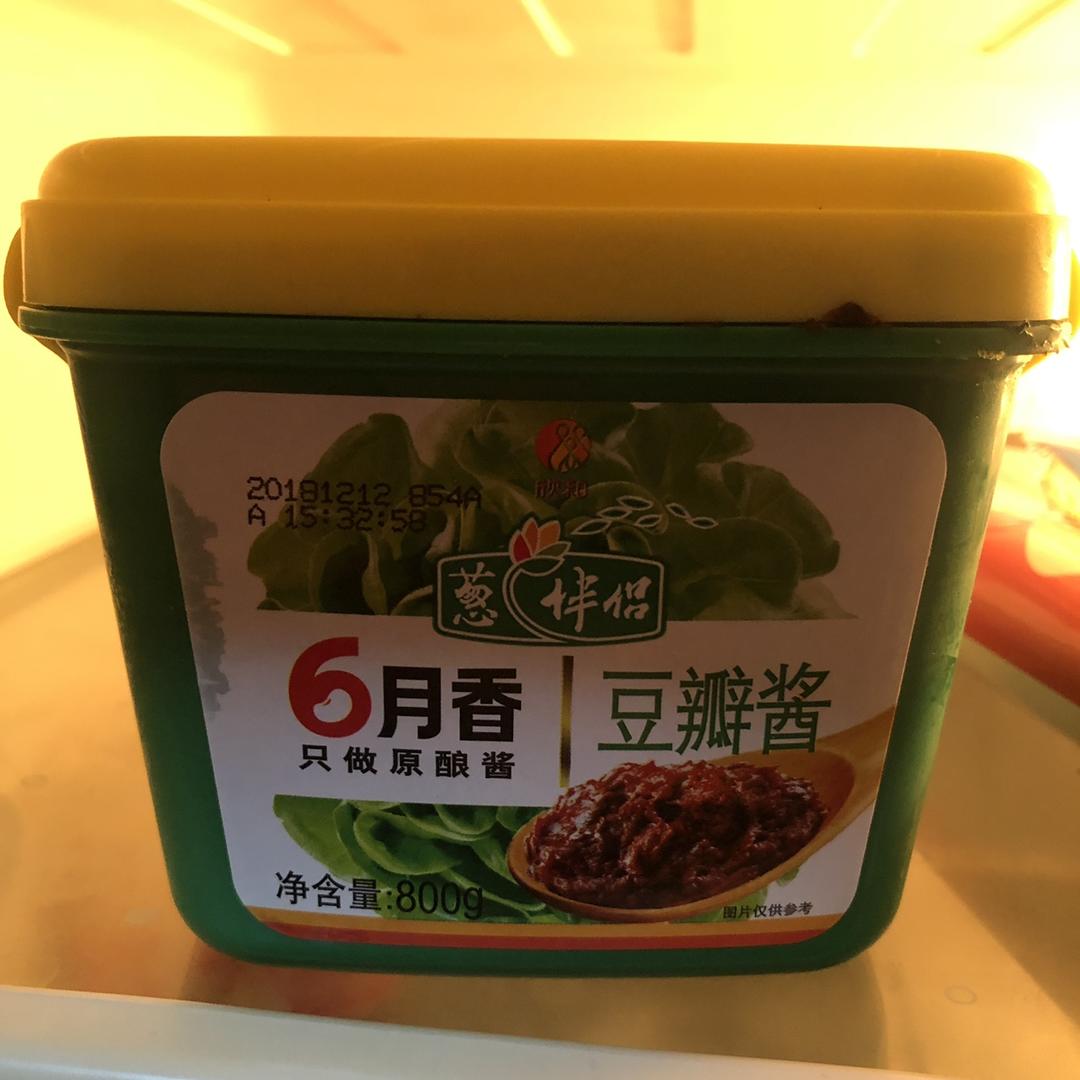 欣和
20181212 854A
A 15:32:58
葱伴侣
6月香
只做原酿酱
豆瓣酱
净含量:800g
图片仅供参考